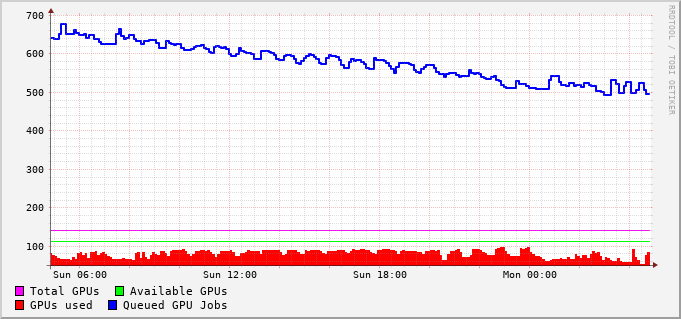 700
600
500
400
300
200
100
Sun 06:00 Sun 12:00 Sun 18:00 Mon 00:00
Total GPUs Available GPUs
GPUs used Queued GPU Jobs
RRDTOOL / TOBI OETIKER